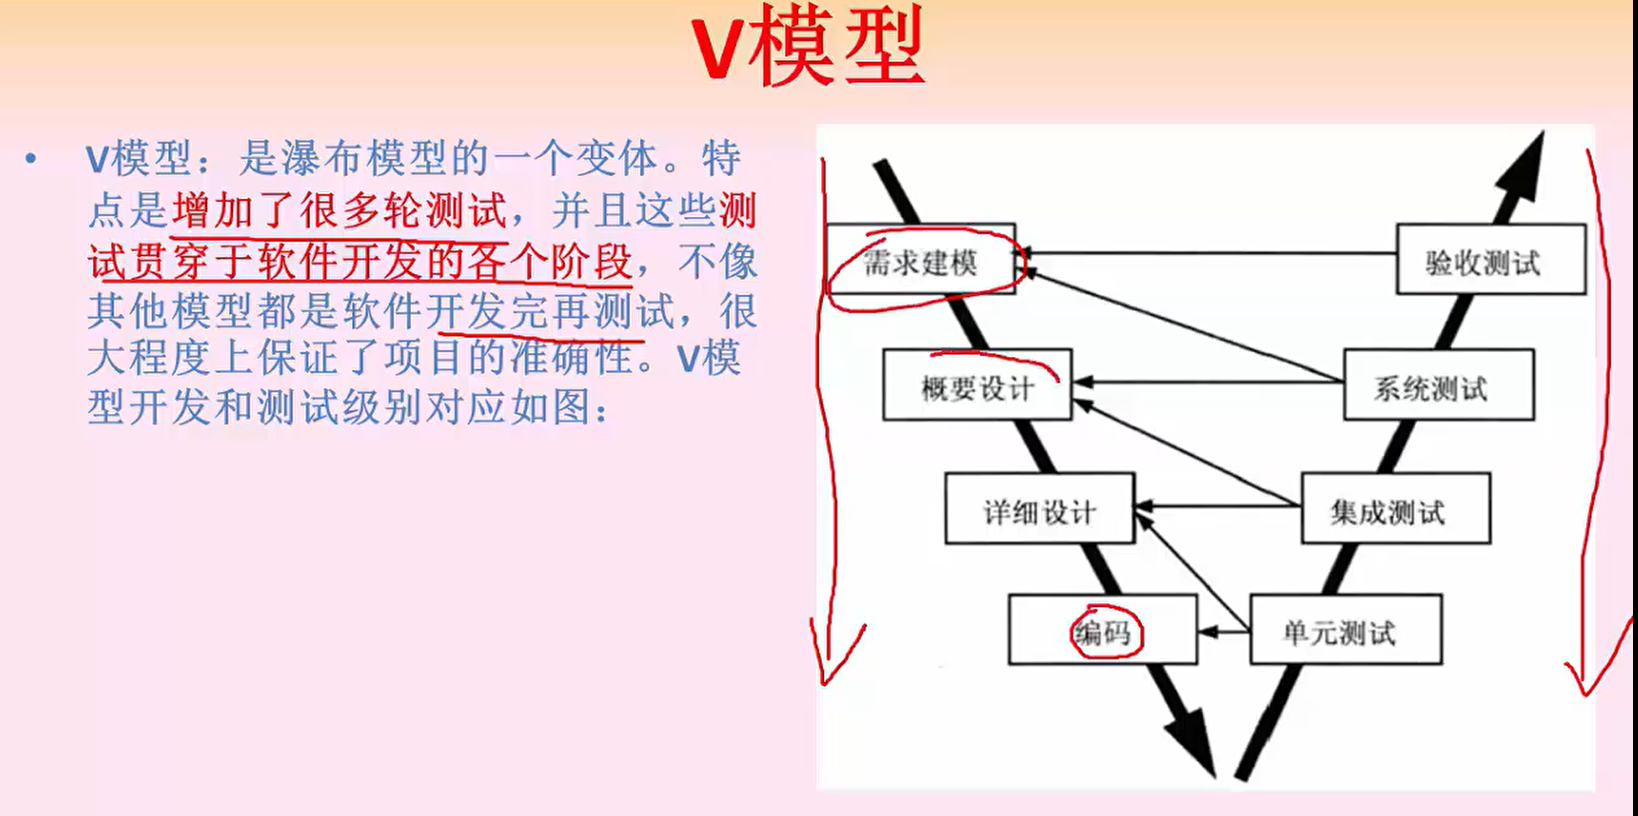 V模型
• V模型：是瀑布模型的一个变体。特
点是增加了很多轮测试，并且这些测
试贯穿于软件开发的各个阶段，不像
其他模型都是软件开发完再测试，很
大程度上保证了项目的准确性。V模
型开发和测试级别对应如图：
需求建模
验收测试
概要设计
系统测试
详细设计
集成测试
编码
单元测试